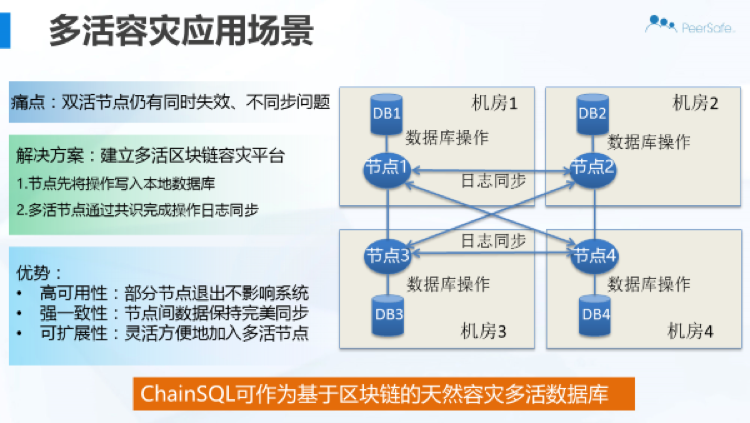 多活容灾应用场景
PeerSafe
痛点：双活节点仍有同时失效、不同步问题
解决方案：建立多活区块链容灾平台
1.节点先将操作写入本地数据库
2.多活节点通过共识完成操作日志同步
优势：
• 高可用性：部分节点退出不影响系统
• 强一致性：节点间数据保持完美同步
• 可扩展性：灵活方便地加入多活节点
DB1
机房1
数据库操作
节点1
DB2
机房2
数据库操作
节点2
日志同步
日志同步
节点3
数据库操作
DB3
机房3
节点4
数据库操作
DB4
机房4
ChainSQL可作为基于区块链的天然容灾多活数据库